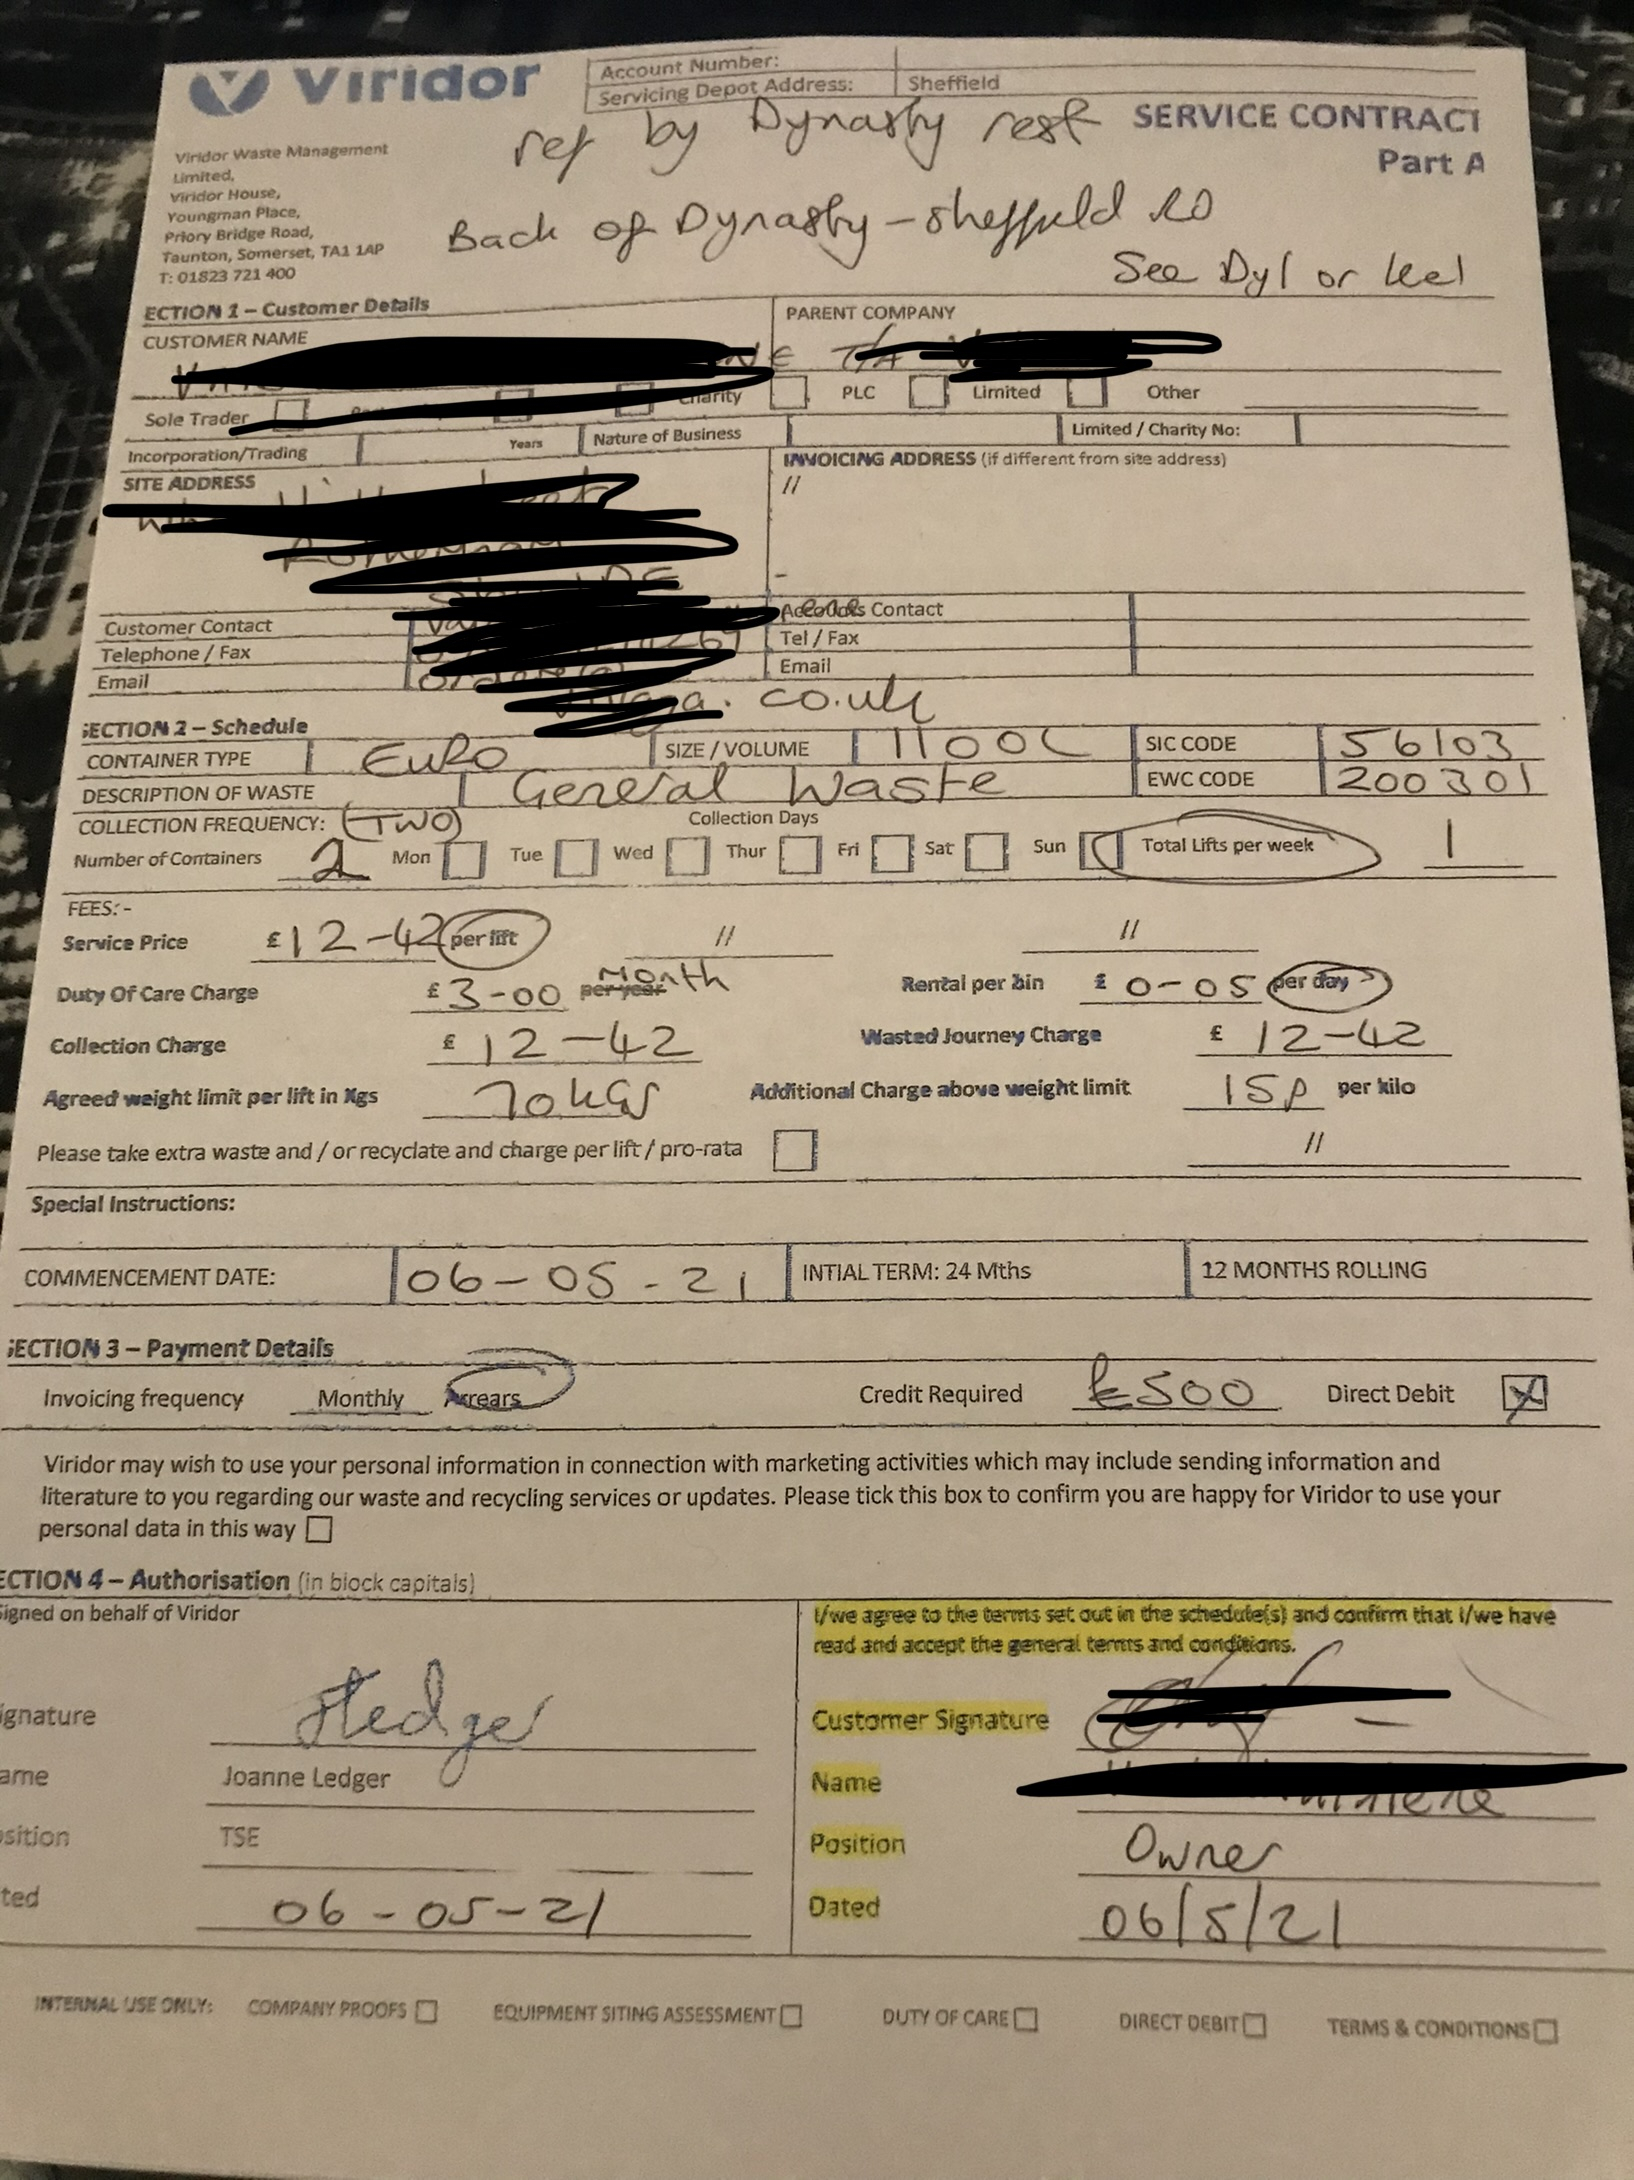 Viridor
Account Number:
Servicing Depot Address: Sheffield
ref by Dynasty rest
SERVICE CONTRACT
Part A
Viridor Waste Management
Limited,
Viridor House,
Youngman Place,
Priory Bridge Road,
Taunton, Somerset, TA1 1AP
T: 01823 721 400
Back of Dynasty - Sheffield RD
See Dyl or Kel
ECTION 1 – Customer Details
CUSTOMER NAME PARENT COMPANY
T/A
Sole Trader Charity PLC Limited Other
Incorporation/Trading Years Nature of Business Limited / Charity No:
SITE ADDRESS INVOICING ADDRESS (if different from site address)
//
Customer Contact Accounts Contact
Telephone / Fax Tel / Fax
Email Email
.co.uk
SECTION 2 – Schedule
CONTAINER TYPE EURO SIZE / VOLUME 1100L SIC CODE 56103
DESCRIPTION OF WASTE General Waste EWC CODE 200301
COLLECTION FREQUENCY: (TWO) Collection Days
Number of Containers 2 Mon Tue Wed Thur Fri Sat Sun Total Lifts per week 1
FEES:-
Service Price £12-42 per lift // //
Duty Of Care Charge £3-00 per year Month Rental per bin £ 0-05 per day
Collection Charge £ 12-42 Wasted Journey Charge £ 12-42
Agreed weight limit per lift in Kgs 70kGs Additional Charge above weight limit 15p per kilo
Please take extra waste and / or recyclate and charge per lift / pro-rata //
Special Instructions:
COMMENCEMENT DATE: 06-05-21 INTIAL TERM: 24 Mths 12 MONTHS ROLLING
SECTION 3 – Payment Details
Invoicing frequency Monthly Arrears Credit Required £500 Direct Debit X
Viridor may wish to use your personal information in connection with marketing activities which may include sending information and
literature to you regarding our waste and recycling services or updates. Please tick this box to confirm you are happy for Viridor to use your
personal data in this way
ECTION 4 – Authorisation (in block capitals)
Signed on behalf of Viridor
I/we agree to the terms set out in the schedule(s) and confirm that I/we have
read and accept the general terms and conditions.
ignature JLedger Customer Signature
ame Joanne Ledger Name
osition TSE Position Owner
ted 06-05-21 Dated 06/5/21
INTERNAL USE ONLY: COMPANY PROOFS EQUIPMENT SITING ASSESSMENT DUTY OF CARE DIRECT DEBIT TERMS & CONDITIONS